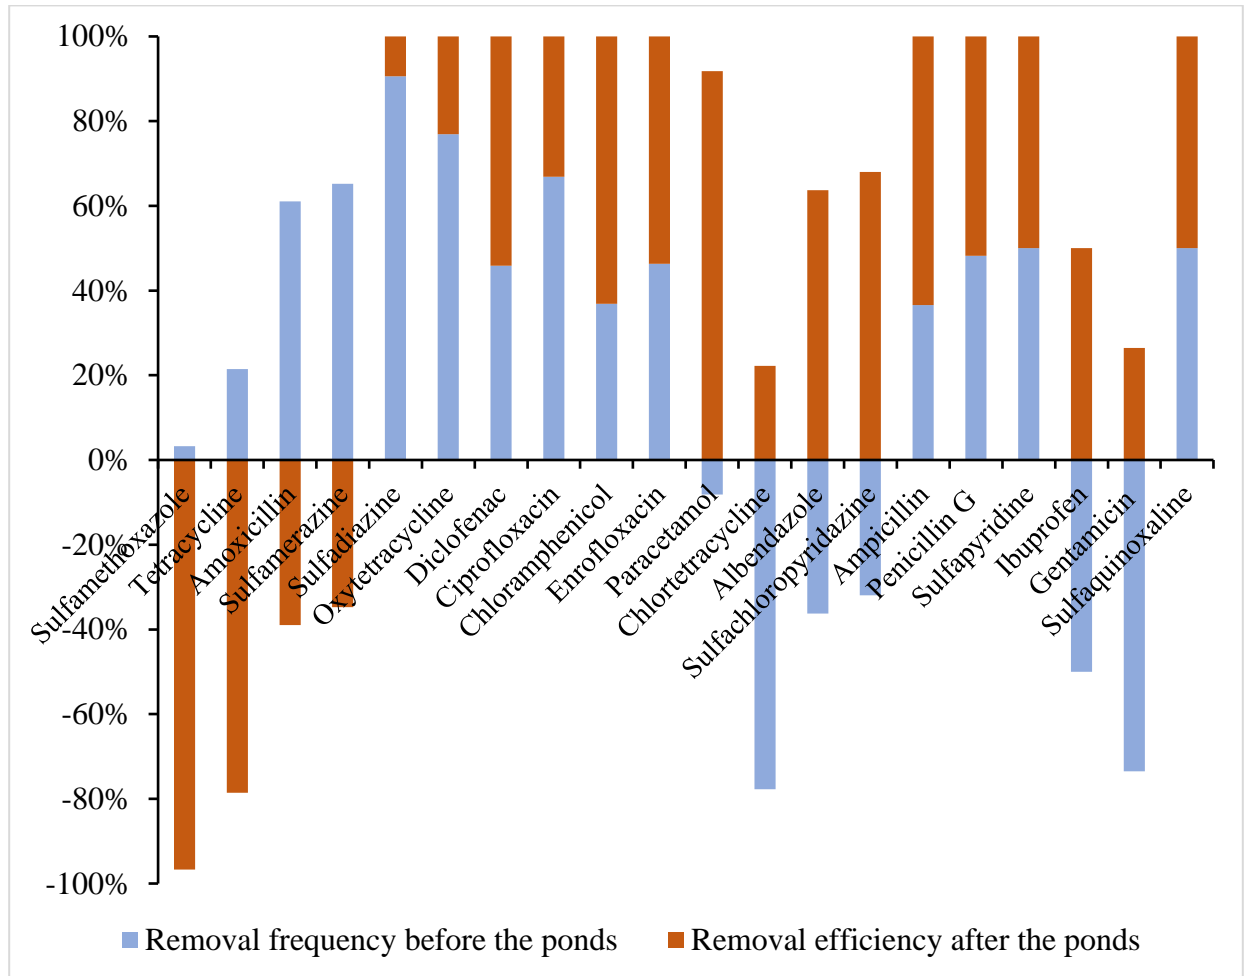 100%
80%
60%
40%
20%
0%
-20%
-40%
-60%
-80%
-100%
Sulfamethoxazole
Tetracycline
Amoxicillin
Sulfamerazine
Sulfadiazine
Oxytetracycline
Diclofenac
Ciprofloxacin
Chloramphenicol
Enrofloxacin
Paracetamol
Chlortetracycline
Albendazole
Sulfachloropyridazine
Ampicillin
Penicillin G
Sulfapyridine
Ibuprofen
Gentamicin
Sulfaquinoxaline
Removal frequency before the ponds
Removal efficiency after the ponds